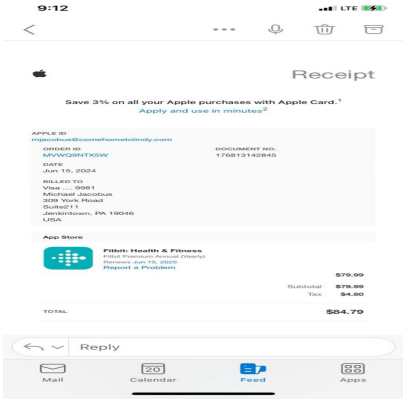 9:12
LTE
Receipt
Save 3% on all your Apple purchases with Apple Card.1
Apply and use in minutes2
APPLE ID
mjacobus@comehometolindy.com
ORDER ID
MVWQ9NTXSW
DOCUMENT NO.
176813142845
DATE
Jun 15, 2024
BILLED TO
Visa .... 9981
Michael Jacobus
309 York Road
Suite211
Jenkintown, PA 19046
USA
App Store
Fitbit: Health & Fitness
Fitbit Premium Annual (Yearly)
Renews Jun 15, 2025
Report a Problem
$79.99
Subtotal $79.99
Tax $4.80
TOTAL $84.79
Reply
20
Mail Calendar Feed Apps